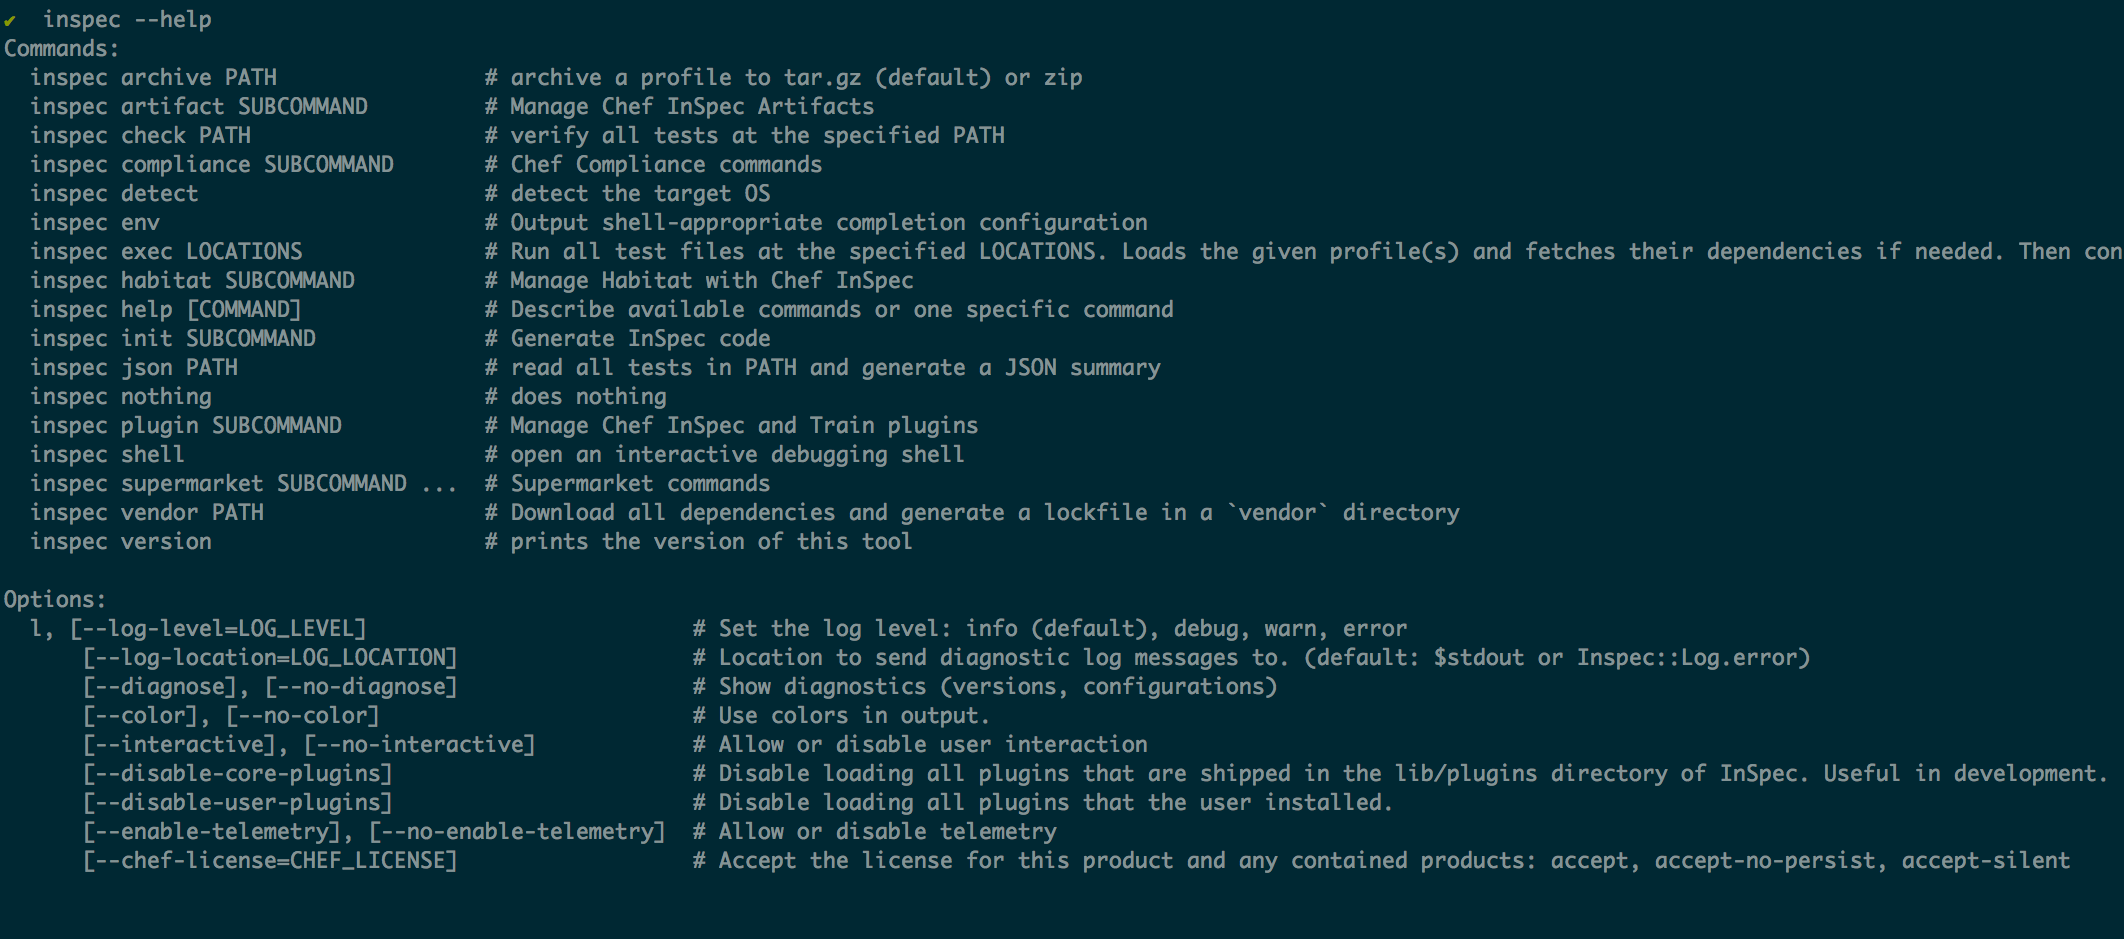 ✔  inspec --help
Commands:
  inspec archive PATH                # archive a profile to tar.gz (default) or zip
  inspec artifact SUBCOMMAND         # Manage Chef InSpec Artifacts
  inspec check PATH                  # verify all tests at the specified PATH
  inspec compliance SUBCOMMAND       # Chef Compliance commands
  inspec detect                      # detect the target OS
  inspec env                         # Output shell-appropriate completion configuration
  inspec exec LOCATIONS              # Run all test files at the specified LOCATIONS. Loads the given profile(s) and fetches their dependencies if needed. Then con
  inspec habitat SUBCOMMAND          # Manage Habitat with Chef InSpec
  inspec help [COMMAND]              # Describe available commands or one specific command
  inspec init SUBCOMMAND             # Generate InSpec code
  inspec json PATH                   # read all tests in PATH and generate a JSON summary
  inspec nothing                     # does nothing
  inspec plugin SUBCOMMAND           # Manage Chef InSpec and Train plugins
  inspec shell                       # open an interactive debugging shell
  inspec supermarket SUBCOMMAND ...  # Supermarket commands
  inspec vendor PATH                 # Download all dependencies and generate a lockfile in a `vendor` directory
  inspec version                     # prints the version of this tool

Options:
  l, [--log-level=LOG_LEVEL]                         # Set the log level: info (default), debug, warn, error
      [--log-location=LOG_LOCATION]                  # Location to send diagnostic log messages to. (default: $stdout or Inspec::Log.error)
      [--diagnose], [--no-diagnose]                  # Show diagnostics (versions, configurations)
      [--color], [--no-color]                        # Use colors in output.
      [--interactive], [--no-interactive]            # Allow or disable user interaction
      [--disable-core-plugins]                       # Disable loading all plugins that are shipped in the lib/plugins directory of InSpec. Useful in development.
      [--disable-user-plugins]                       # Disable loading all plugins that the user installed.
      [--enable-telemetry], [--no-enable-telemetry]  # Allow or disable telemetry
      [--chef-license=CHEF_LICENSE]                  # Accept the license for this product and any contained products: accept, accept-no-persist, accept-silent